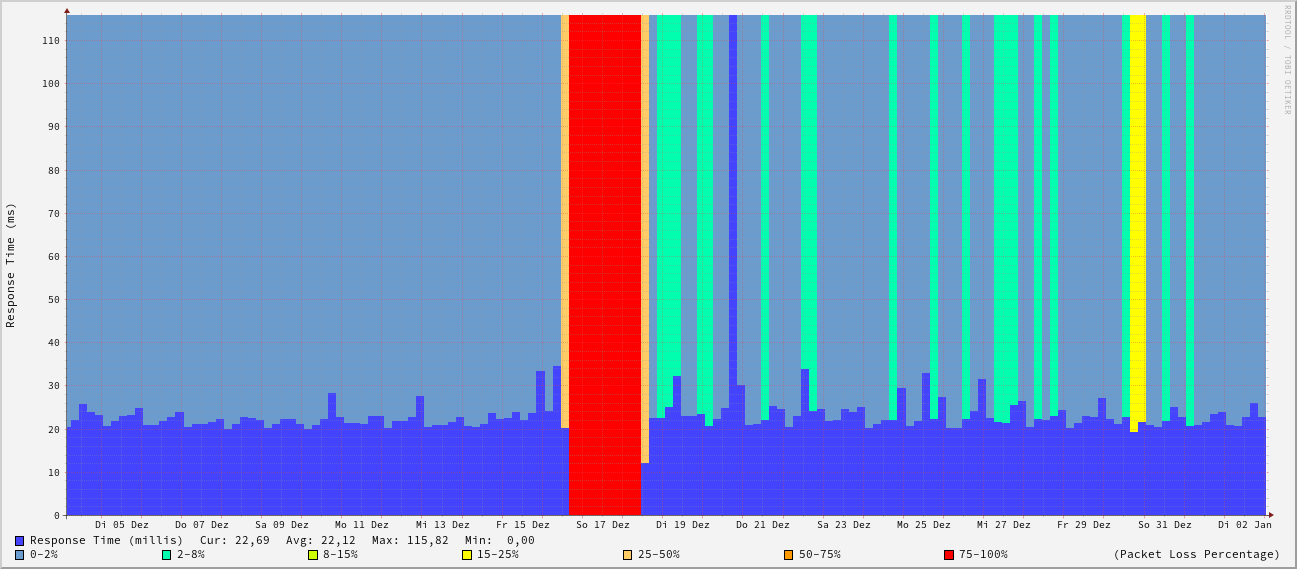 RRDTOOL / TOBI OETIKER
Response Time (ms)
110
100
90
80
70
60
50
40
30
20
10
0
Di 05 Dez Do 07 Dez Sa 09 Dez Mo 11 Dez Mi 13 Dez Fr 15 Dez So 17 Dez Di 19 Dez Do 21 Dez Sa 23 Dez Mo 25 Dez Mi 27 Dez Fr 29 Dez So 31 Dez Di 02 Jan
Response Time (millis) Cur: 22,69 Avg: 22,12 Max: 115,82 Min: 0,00
0-2% 2-8% 8-15% 15-25% 25-50% 50-75% 75-100% (Packet Loss Percentage)